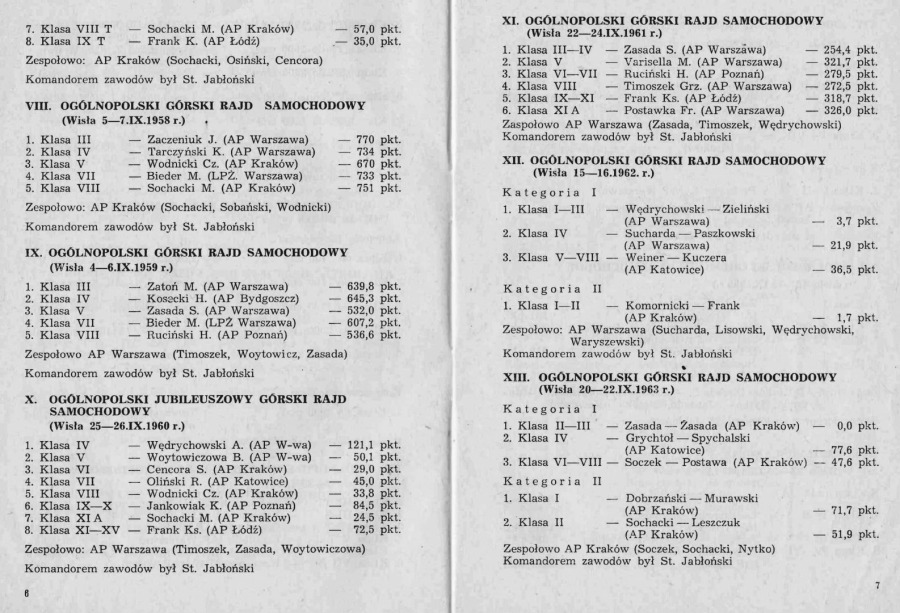 7. Klasa VIII T — Sochacki M. (AP Kraków) — 57,0 pkt.
8. Klasa IX T — Frank K. (AP Łódź) — 35,0 pkt.
Zespołowo: AP Kraków (Sochacki, Osiński, Cencora)
Komandorem zawodów był St. Jabłoński
VIII. OGÓLNOPOLSKI GÓRSKI RAJD SAMOCHODOWY
(Wisła 5—7.IX.1958 r.)
1. Klasa III — Zaczeniuk J. (AP Warszawa) — 770 pkt.
2. Klasa IV — Tarczyński K. (AP Warszawa) — 734 pkt.
3. Klasa V — Wodnicki Cz. (AP Kraków) — 670 pkt.
4. Klasa VII — Bieder M. (LPŻ. Warszawa) — 733 pkt.
5. Klasa VIII — Sochacki M. (AP Kraków) — 751 pkt.
Zespołowo: AP Kraków (Sochacki, Sobański, Wodnicki)
Komandorem zawodów był St. Jabłoński
IX. OGÓLNOPOLSKI GÓRSKI RAJD SAMOCHODOWY
(Wisła 4—6.IX.1959 r.)
1. Klasa III — Zatoń M. (AP Warszawa) — 639,8 pkt.
2. Klasa IV — Kosecki H. (AP Bydgoszcz) — 645,3 pkt.
3. Klasa V — Zasada S. (AP Warszawa) — 532,0 pkt.
4. Klasa VII — Bieder M. (LPŻ Warszawa) — 607,2 pkt.
5. Klasa VIII — Ruciński H. (AP Poznań) — 536,6 pkt.
Zespołowo AP Warszawa (Timoszek, Woytowicz, Zasada)
Komandorem zawodów był St. Jabłoński
X. OGÓLNOPOLSKI JUBILEUSZOWY GÓRSKI RAJD
SAMOCHODOWY
(Wisła 25—26.IX.1960 r.)
1. Klasa IV — Wędrychowski A. (AP W-wa) — 121,1 pkt.
2. Klasa V — Woytowiczowa B. (AP W-wa) — 50,1 pkt.
3. Klasa VI — Cencora S. (AP Kraków) — 29,0 pkt.
4. Klasa VII — Oliński R. (AP Katowice) — 45,0 pkt.
5. Klasa VIII — Wodnicki Cz. (AP Kraków) — 33,8 pkt.
6. Klasa IX—X — Jankowiak K. (AP Poznań) — 84,5 pkt.
7. Klasa XI A — Sochacki M. (AP Kraków) — 24,5 pkt.
8. Klasa XI—XV — Frank Ks. (AP Łódź) — 72,5 pkt.
Zespołowo: AP Warszawa (Timoszek, Zasada, Woytowiczowa)
Komandorem zawodów był St. Jabłoński
6
XI. OGÓLNOPOLSKI GÓRSKI RAJD SAMOCHODOWY
(Wisła 22—24.IX.1961 r.)
1. Klasa III—IV — Zasada S. (AP Warszawa) — 254,4 pkt.
2. Klasa V — Varisella M. (AP Warszawa) — 321,7 pkt.
3. Klasa VI—VII — Ruciński H. (AP Poznań) — 279,5 pkt.
4. Klasa VIII — Timoszek Grz. (AP Warszawa) — 272,5 pkt.
5. Klasa IX—XI — Frank Ks. (AP Łódź) — 318,7 pkt.
6. Klasa XI A — Postawka Fr. (AP Warszawa) — 326,0 pkt.
Zaspołowo AP Warszawa (Zasada, Timoszek, Wędrychowski)
Komandorem zawodów był St. Jabłoński
XII. OGÓLNOPOLSKI GÓRSKI RAJD SAMOCHODOWY
(Wisła 15—16.1962. r.)
Kategoria I
1. Klasa I—III — Wędrychowski — Zieliński
(AP Warszawa) — 3,7 pkt.
2. Klasa IV — Sucharda — Paszkowski
(AP Warszawa) — 21,9 pkt.
3. Klasa V—VIII — Weiner — Kuczera
(AP Katowice) — 36,5 pkt.
Kategoria II
1. Klasa I—II — Komornicki — Frank
(AP Kraków) — 1,7 pkt.
Zespołowo: AP Warszawa (Sucharda, Lisowski, Wędrychowski,
Waryszewski)
Komandorem zawodów był St. Jabłoński
XIII. OGÓLNOPOLSKI GÓRSKI RAJD SAMOCHODOWY
(Wisła 20—22.IX.1963 r.)
Kategoria I
1. Klasa II—III — Zasada — Zasada (AP Kraków) — 0,0 pkt.
2. Klasa IV — Grychtoł — Spychalski
(AP Katowice) — 77,6 pkt.
3. Klasa VI—VIII — Soczek — Postawa (AP Kraków) — 47,6 pkt.
Kategoria II
1. Klasa I — Dobrzański — Murawski
(AP Kraków) — 71,7 pkt.
2. Klasa II — Sochacki — Leszczuk
(AP Kraków) — 51,9 pkt.
Zespołowo AP Kraków (Soczek, Sochacki, Nytko)
Komandorem zawodów był St. Jabłoński
7